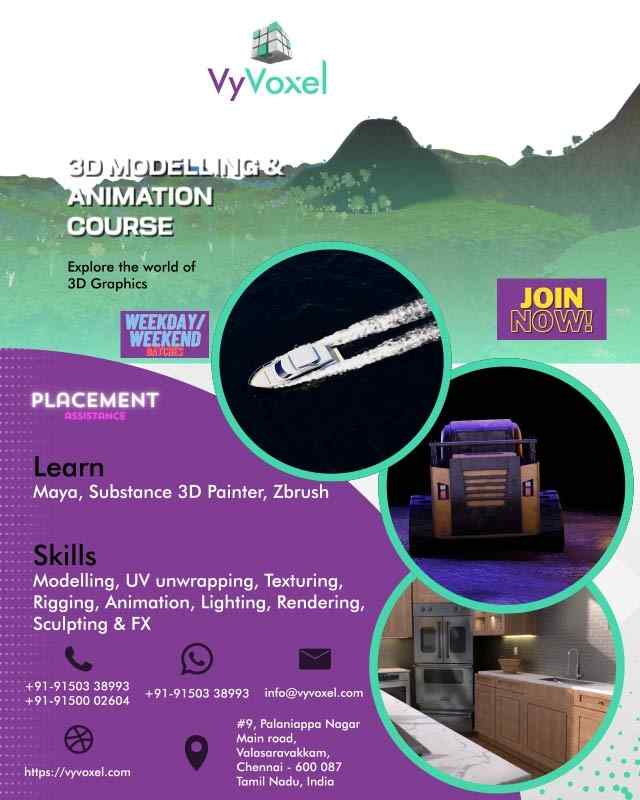 VyVoxel
3D MODELLING &
ANIMATION
COURSE
Explore the world of
3D Graphics
WEEKDAY/
WEEKEND
BATCHES
JOIN
NOW!
PLACEMENT
ASSISTANCE
Learn
Maya, Substance 3D Painter, Zbrush
Skills
Modelling, UV unwrapping, Texturing,
Rigging, Animation, Lighting, Rendering,
Sculpting & FX
+91-91503 38993
+91-91500 02604
+91-91503 38993
info@vyvoxel.com
https://vyvoxel.com
#9, Palaniappa Nagar
Main road,
Valasaravakkam,
Chennai - 600 087
Tamil Nadu, India